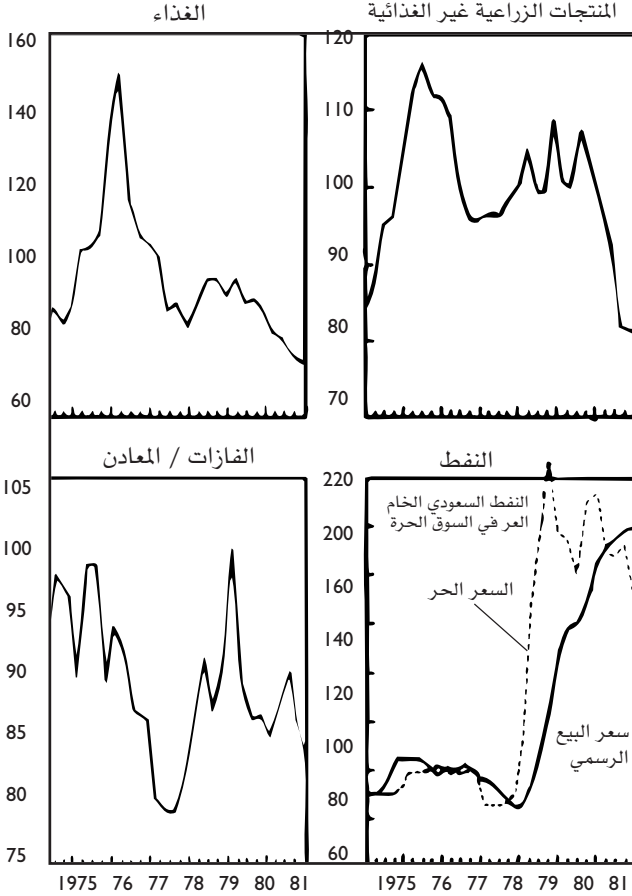 الغذاء
160
140
120
100
80
60
المنتجات الزراعية غير الغذائية
120
110
100
90
80
70
الفازات / المعادن
105
100
95
90
85
80
75
1975 76 77 79 80 81
النفط
220
200
160
140
120
100
80
60
النفط السعودي الخام
العر في السوق الحرة
السعر الحر
سعر البيع
الرسمي
1975 76 77 78 79 80 81